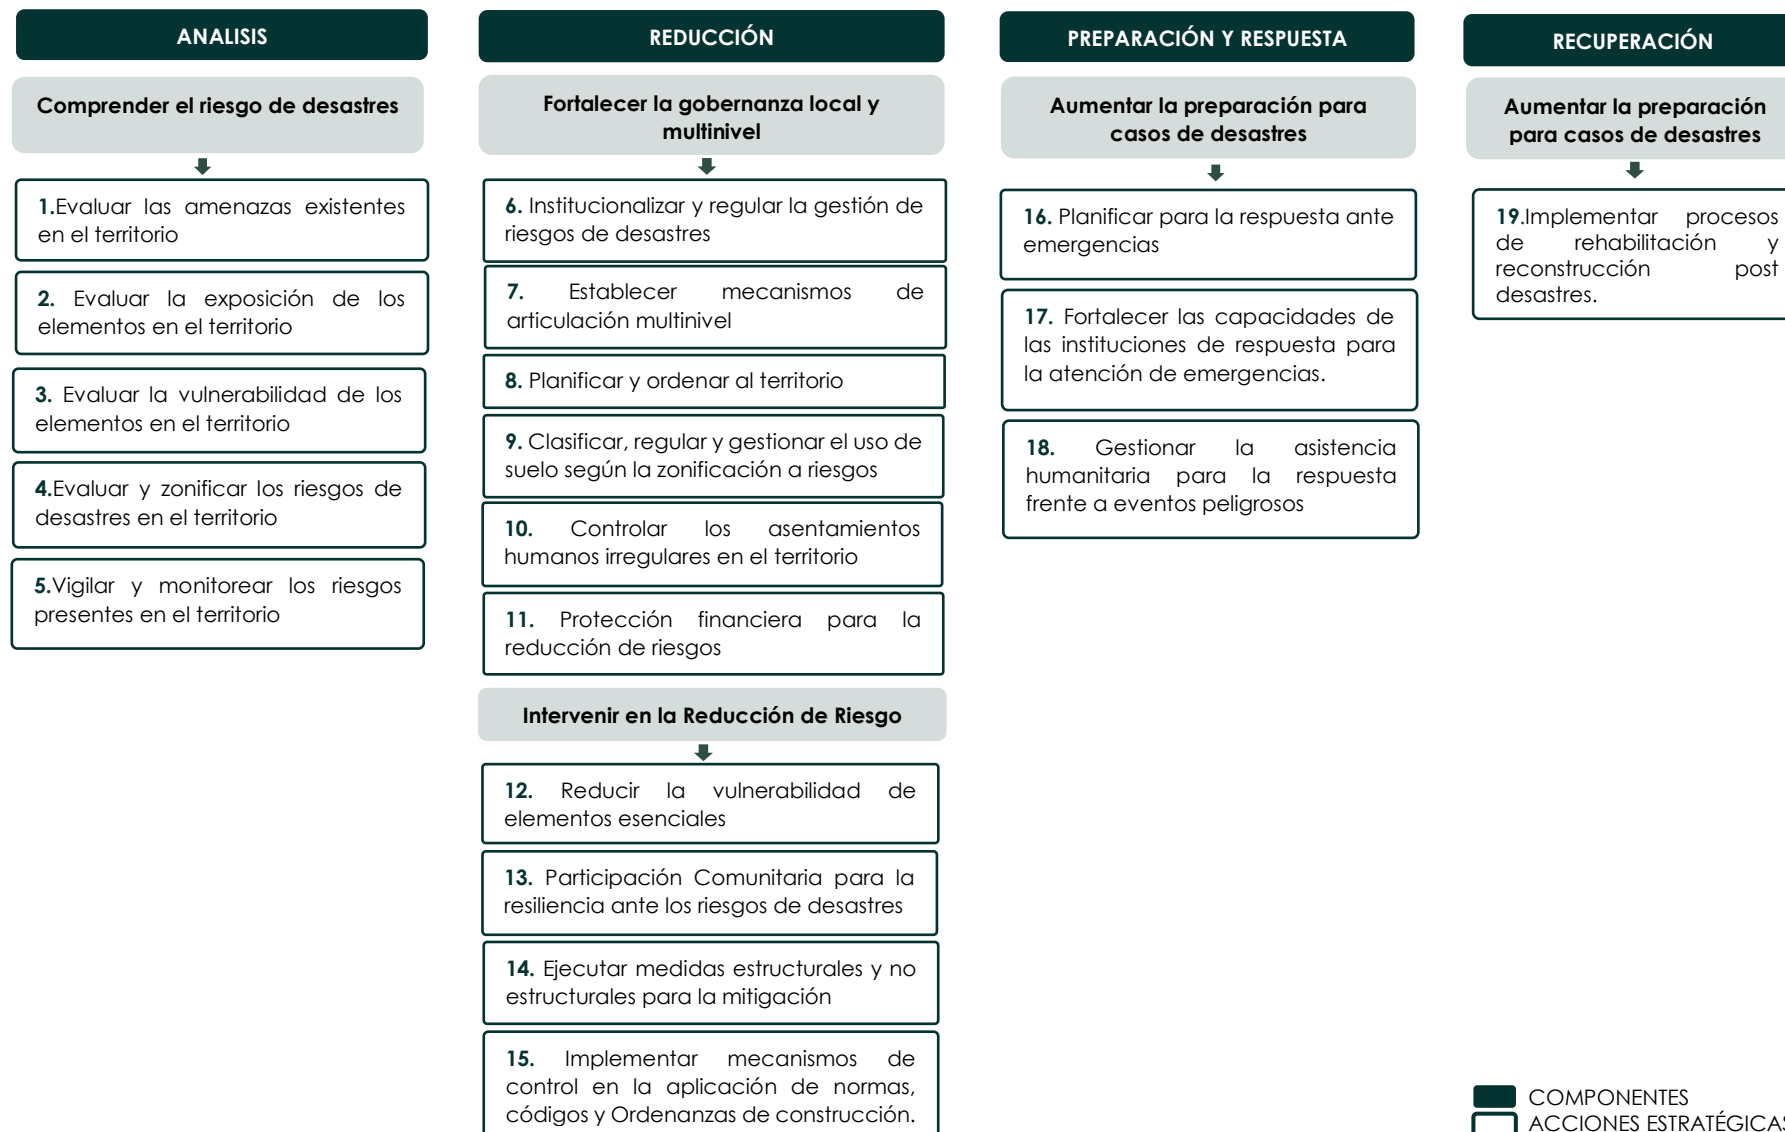 ANALISIS
Comprender el riesgo de desastres
1.Evaluar las amenazas existentes
en el territorio
2. Evaluar la exposición de los
elementos en el territorio
3. Evaluar la vulnerabilidad de los
elementos en el territorio
4.Evaluar y zonificar los riesgos de
desastres en el territorio
5.Vigilar y monitorear los riesgos
presentes en el territorio
REDUCCIÓN
Fortalecer la gobernanza local y
multinivel
6. Institucionalizar y regular la gestión de
riesgos de desastres
7. Establecer mecanismos de
articulación multinivel
8. Planificar y ordenar al territorio
9. Clasificar, regular y gestionar el uso de
suelo según la zonificación a riesgos
10. Controlar los asentamientos
humanos irregulares en el territorio
11. Protección financiera para la
reducción de riesgos
Intervenir en la Reducción de Riesgo
12. Reducir la vulnerabilidad de
elementos esenciales
13. Participación Comunitaria para la
resiliencia ante los riesgos de desastres
14. Ejecutar medidas estructurales y no
estructurales para la mitigación
15. Implementar mecanismos de
control en la aplicación de normas,
códigos y Ordenanzas de construcción.
PREPARACIÓN Y RESPUESTA
Aumentar la preparación para
casos de desastres
16. Planificar para la respuesta ante
emergencias
17. Fortalecer las capacidades de
las instituciones de respuesta para
la atención de emergencias.
18. Gestionar la asistencia
humanitaria para la respuesta
frente a eventos peligrosos
RECUPERACIÓN
Aumentar la preparación
para casos de desastres
19.Implementar procesos
de rehabilitación y
reconstrucción post
desastres.
COMPONENTES
ACCIONES ESTRATÉGICAS